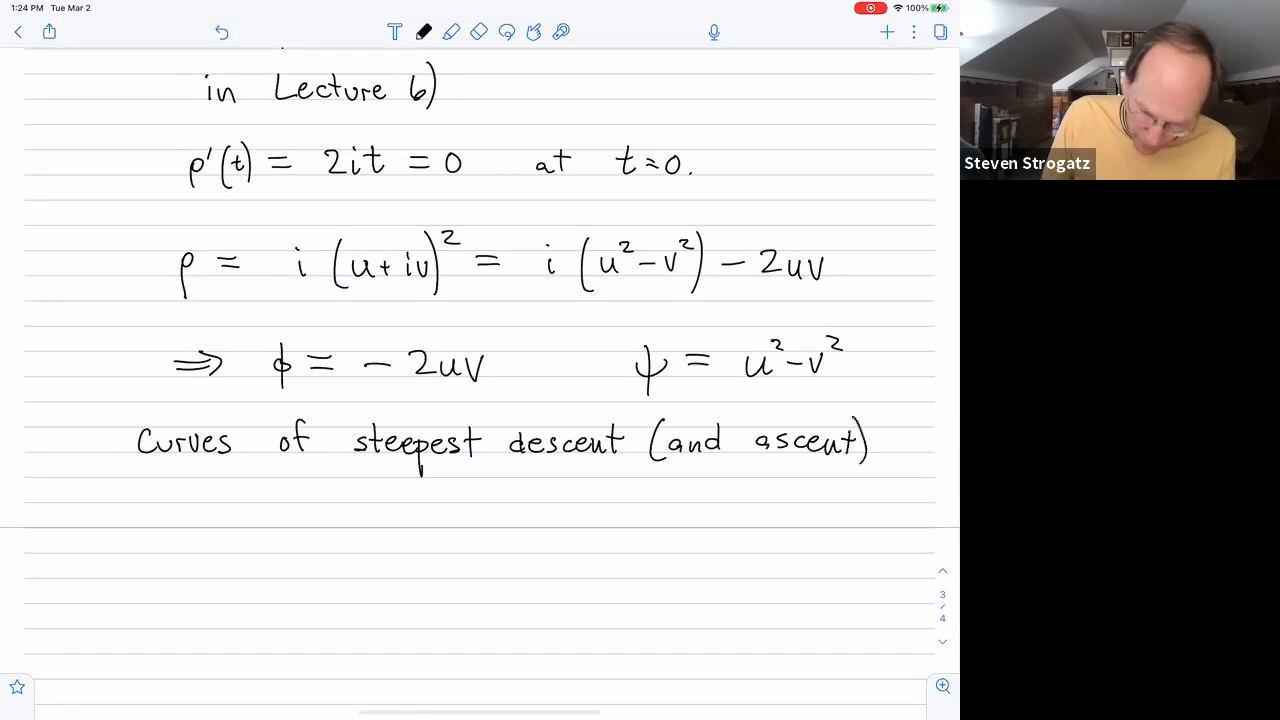 1:24 PM Tue Mar 2
100%
in Lecture 6)
ρ'(t) = 2it = 0 at t=0.
ρ = i (u+iv)² = i (u²-v²) - 2uv
⇒ φ = - 2uv ψ = u²-v²
Curves of steepest descent (and ascent)
Steven Strogatz
3
/
4